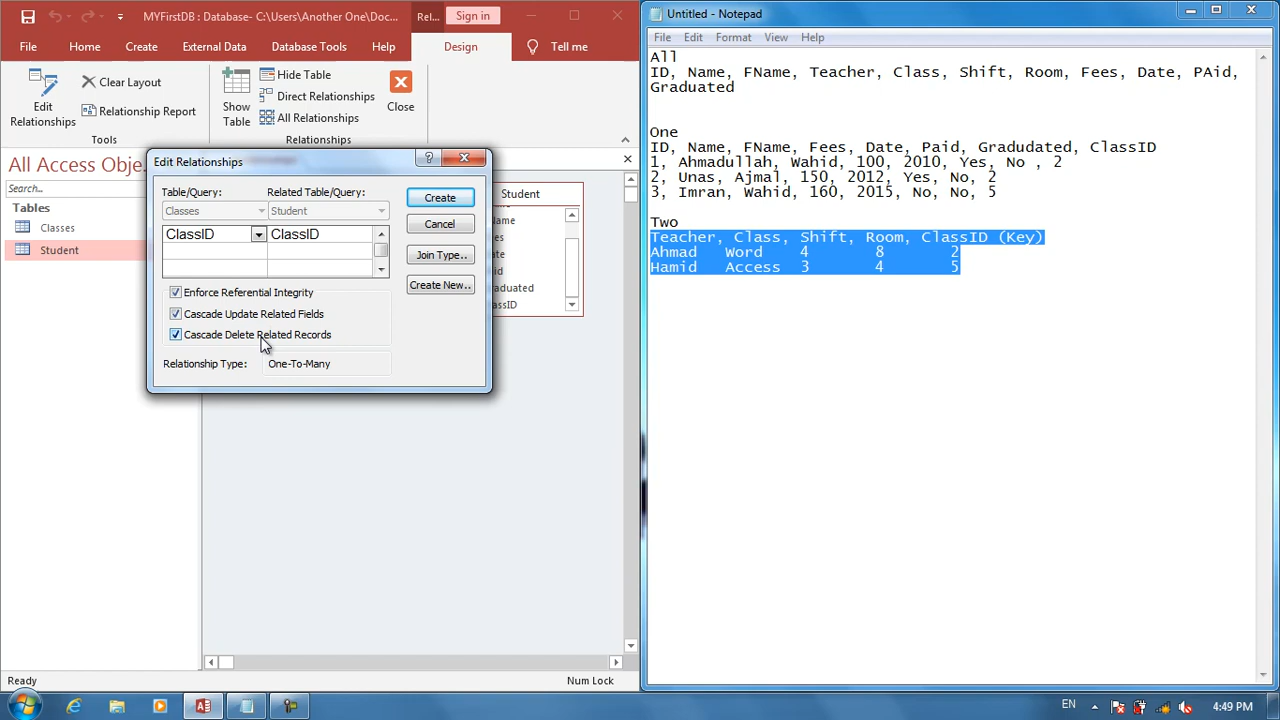 MYFirstDB : Database- C:\Users\Another One\Doc...
Rel...
Sign in
File
Home
Create
External Data
Database Tools
Help
Design
Tell me
Edit Relationships
Clear Layout
Relationship Report
Tools
Show Table
Hide Table
Direct Relationships
All Relationships
Relationships
Close
All Access Obje
Search...
Tables
Classes
Student
Edit Relationships
Table/Query:
Related Table/Query:
Classes
Student
ClassID
ClassID
Create
Cancel
Join Type..
Create New..
Enforce Referential Integrity
Cascade Update Related Fields
Cascade Delete Related Records
Relationship Type:
One-To-Many
Student
Ready
Num Lock
Untitled - Notepad
File
Edit
Format
View
Help
All
ID, Name, FName, Teacher, Class, Shift, Room, Fees, Date, PAid,
Graduated
One
ID, Name, FName, Fees, Date, Paid, Gradudated, ClassID
1, Ahmadullah, Wahid, 100, 2010, Yes, No , 2
2, Unas, Ajmal, 150, 2012, Yes, No, 2
3, Imran, Wahid, 160, 2015, No, No, 5
Two
Teacher, Class, Shift, Room, ClassID (Key)
Ahmad Word 4 8 2
Hamid Access 3 4 5
EN
4:49 PM